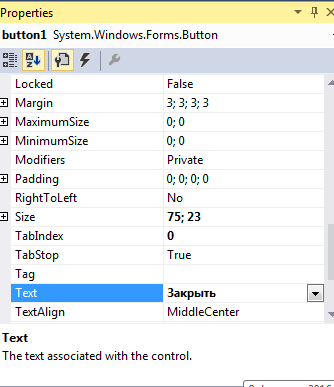 Properties
button1 System.Windows.Forms.Button
Locked False
Margin 3; 3; 3; 3
MaximumSize 0; 0
MinimumSize 0; 0
Modifiers Private
Padding 0; 0; 0; 0
RightToLeft No
Size 75; 23
TabIndex 0
TabStop True
Tag
Text Закрыть
TextAlign MiddleCenter
Text
The text associated with the control.